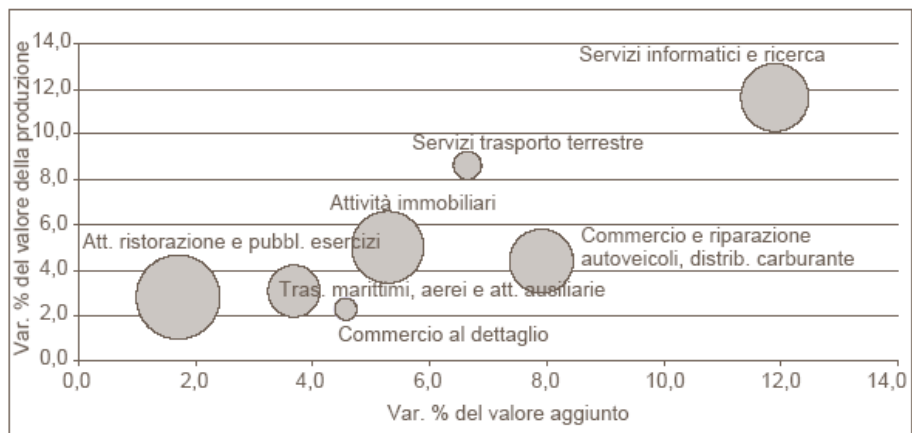 Var. % del valore della produzione
14,0
12,0
10,0
8,0
6,0
4,0
2,0
0,0
Servizi informatici e ricerca
Servizi trasporto terrestre
Attività immobiliari
Att. ristorazione e pubbl. esercizi
Commercio e riparazione
autoveicoli, distrib. carburante
Tras. marittimi, aerei e att. ausiliarie
Commercio al dettaglio
0,0 2,0 4,0 6,0 8,0 10,0 12,0 14,0
Var. % del valore aggiunto